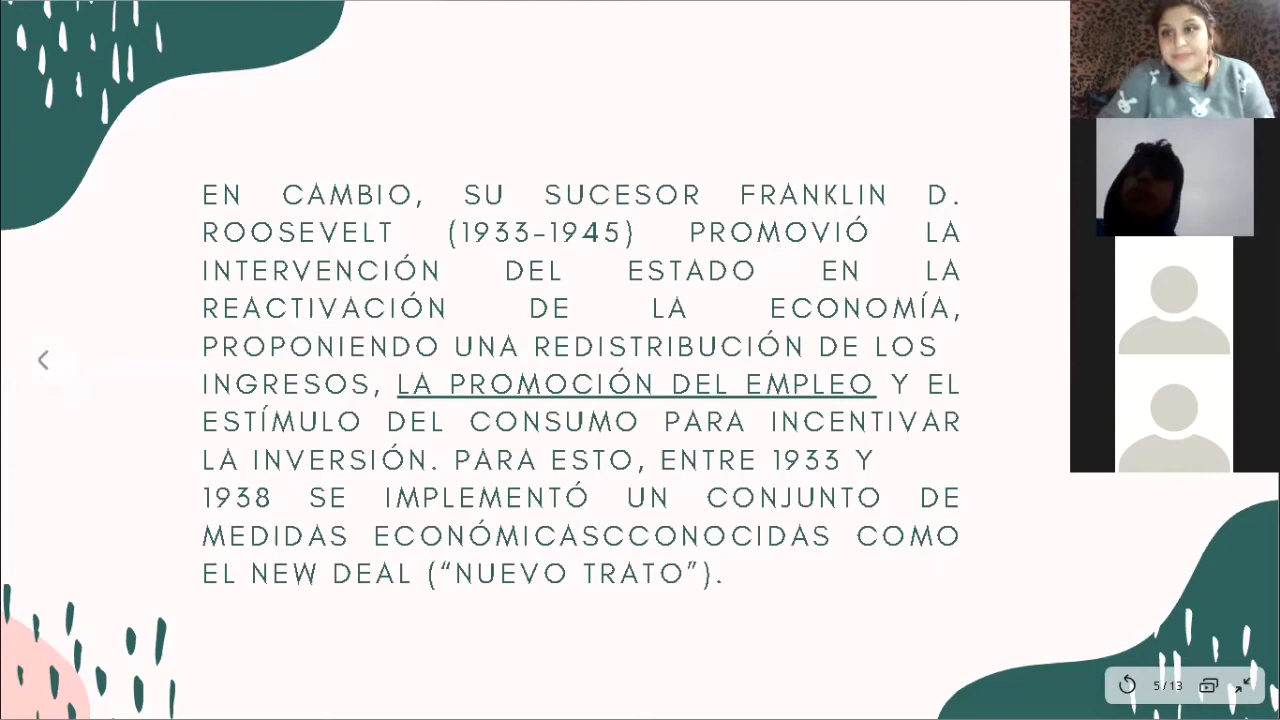 EN CAMBIO, SU SUCESOR FRANKLIN D.
ROOSEVELT (1933-1945) PROMOVIÓ LA
INTERVENCIÓN DEL ESTADO EN LA
REACTIVACIÓN DE LA ECONOMÍA,
PROPONIENDO UNA REDISTRIBUCIÓN DE LOS
INGRESOS, LA PROMOCIÓN DEL EMPLEO Y EL
ESTÍMULO DEL CONSUMO PARA INCENTIVAR
LA INVERSIÓN. PARA ESTO, ENTRE 1933 Y
1938 SE IMPLEMENTÓ UN CONJUNTO DE
MEDIDAS ECONÓMICASCCONOCIDAS COMO
EL NEW DEAL (“NUEVO TRATO”).
5/13